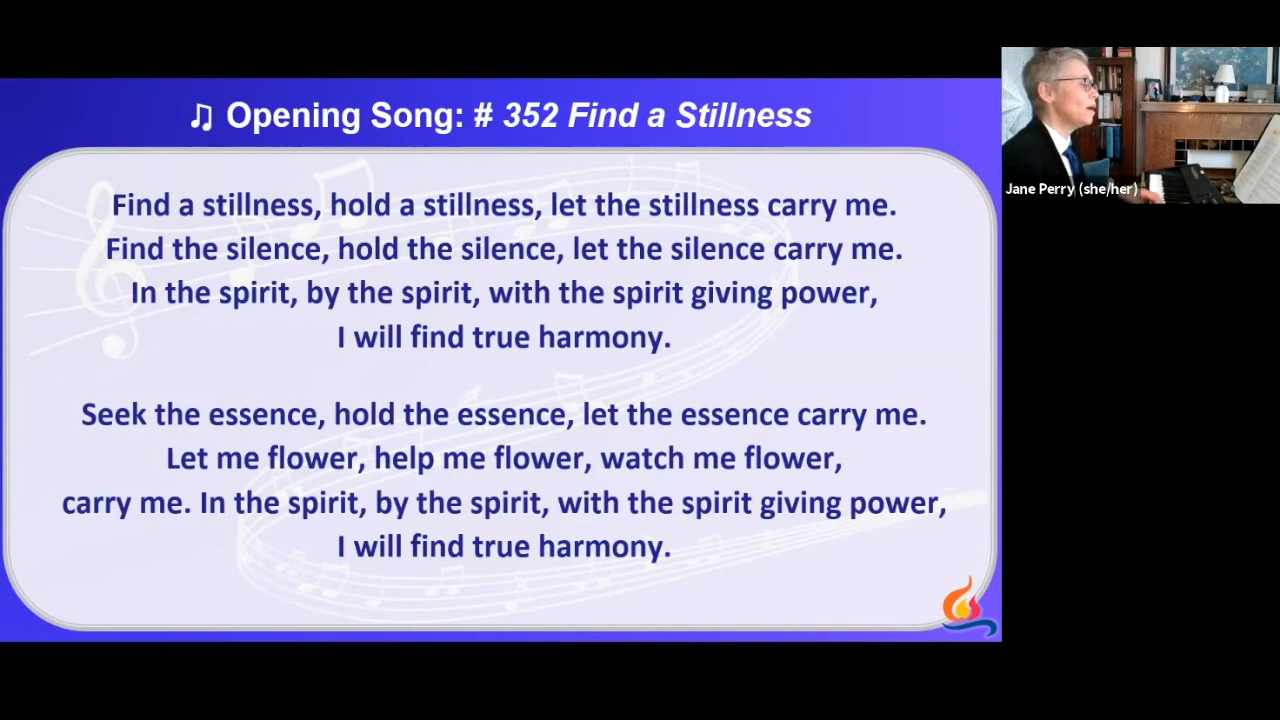 ♫ Opening Song: # 352 Find a Stillness
Find a stillness, hold a stillness, let the stillness carry me.
Find the silence, hold the silence, let the silence carry me.
In the spirit, by the spirit, with the spirit giving power,
I will find true harmony.
Seek the essence, hold the essence, let the essence carry me.
Let me flower, help me flower, watch me flower,
carry me. In the spirit, by the spirit, with the spirit giving power,
I will find true harmony.
Jane Perry (she/her)